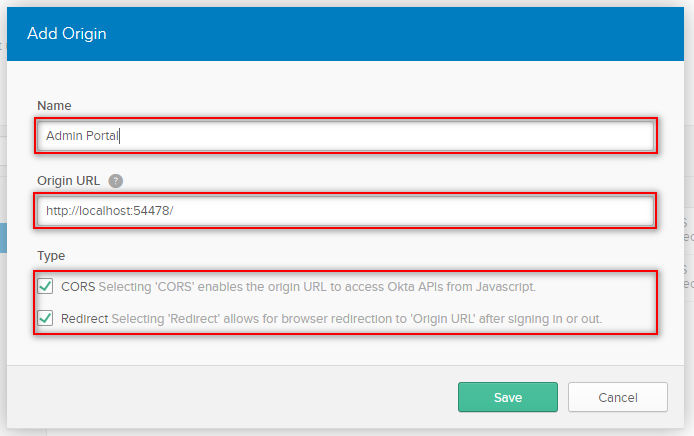 Add Origin
Name
Admin Portal
Origin URL ?
http://localhost:54478/
Type
CORS Selecting 'CORS' enables the origin URL to access Okta APIs from Javascript.
Redirect Selecting 'Redirect' allows for browser redirection to 'Origin URL' after signing in or out.
Save Cancel